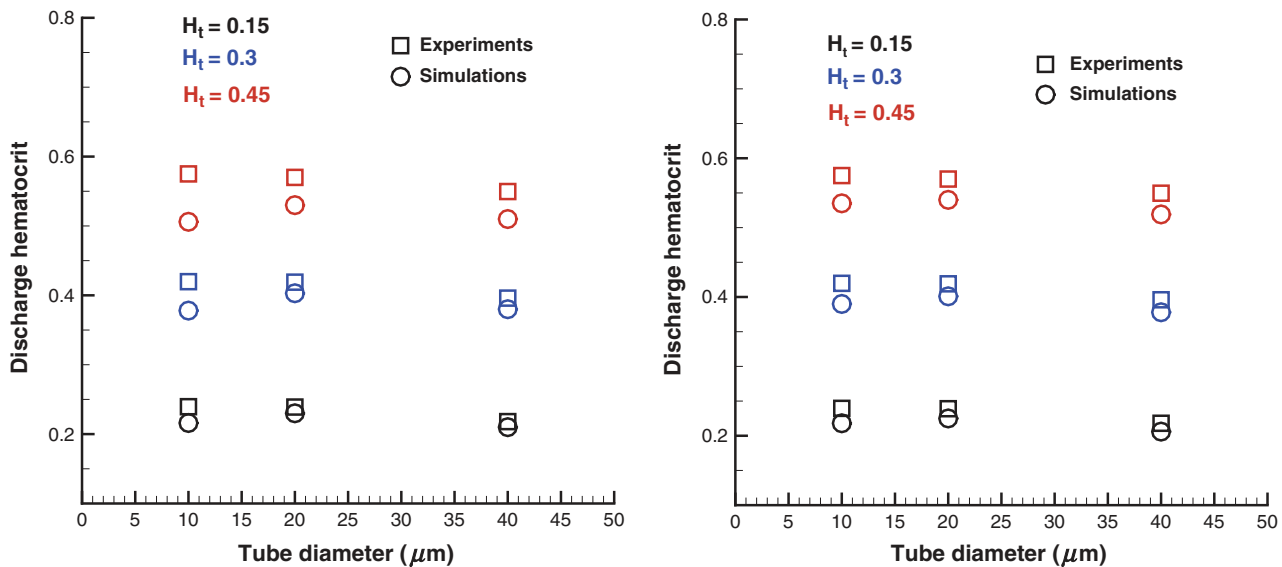 H_t = 0.15
H_t = 0.3
H_t = 0.45
Experiments
Simulations
0.8
0.6
0.4
0.2
Discharge hematocrit
0 5 10 15 20 25 30 35 40 45 50
Tube diameter (μm)
H_t = 0.15
H_t = 0.3
H_t = 0.45
Experiments
Simulations
0.8
0.6
0.4
0.2
Discharge hematocrit
0 5 10 15 20 25 30 35 40 45 50
Tube diameter (μm)